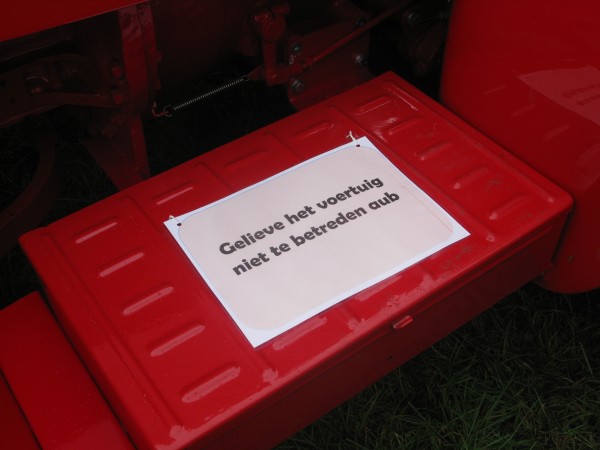 Gelieve het voertuig
niet te betreden aub